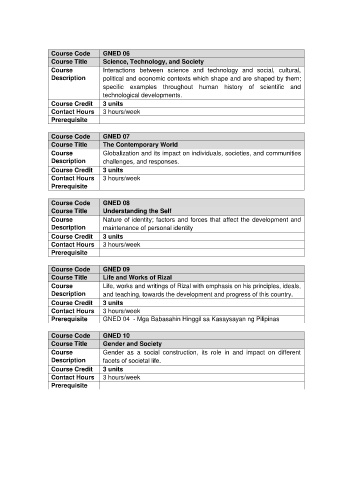 Course Code GNED 06
Course Title Science, Technology, and Society
Course Description Interactions between science and technology and social, cultural,
political and economic contexts which shape and are shaped by them;
specific examples throughout human history of scientific and
technological developments.
Course Credit 3 units
Contact Hours 3 hours/week
Prerequisite
Course Code GNED 07
Course Title The Contemporary World
Course Description Globalization and its impact on individuals, societies, and communities
challenges, and responses.
Course Credit 3 units
Contact Hours 3 hours/week
Prerequisite
Course Code GNED 08
Course Title Understanding the Self
Course Description Nature of identity; factors and forces that affect the development and
maintenance of personal identity
Course Credit 3 units
Contact Hours 3 hours/week
Prerequisite
Course Code GNED 09
Course Title Life and Works of Rizal
Course Description Life, works and writings of Rizal with emphasis on his principles, ideals,
and teaching, towards the development and progress of this country.
Course Credit 3 units
Contact Hours 3 hours/week
Prerequisite GNED 04 - Mga Babasahin Hinggil sa Kasaysayan ng Pilipinas
Course Code GNED 10
Course Title Gender and Society
Course Description Gender as a social construction, its role in and impact on different
facets of societal life.
Course Credit 3 units
Contact Hours 3 hours/week
Prerequisite